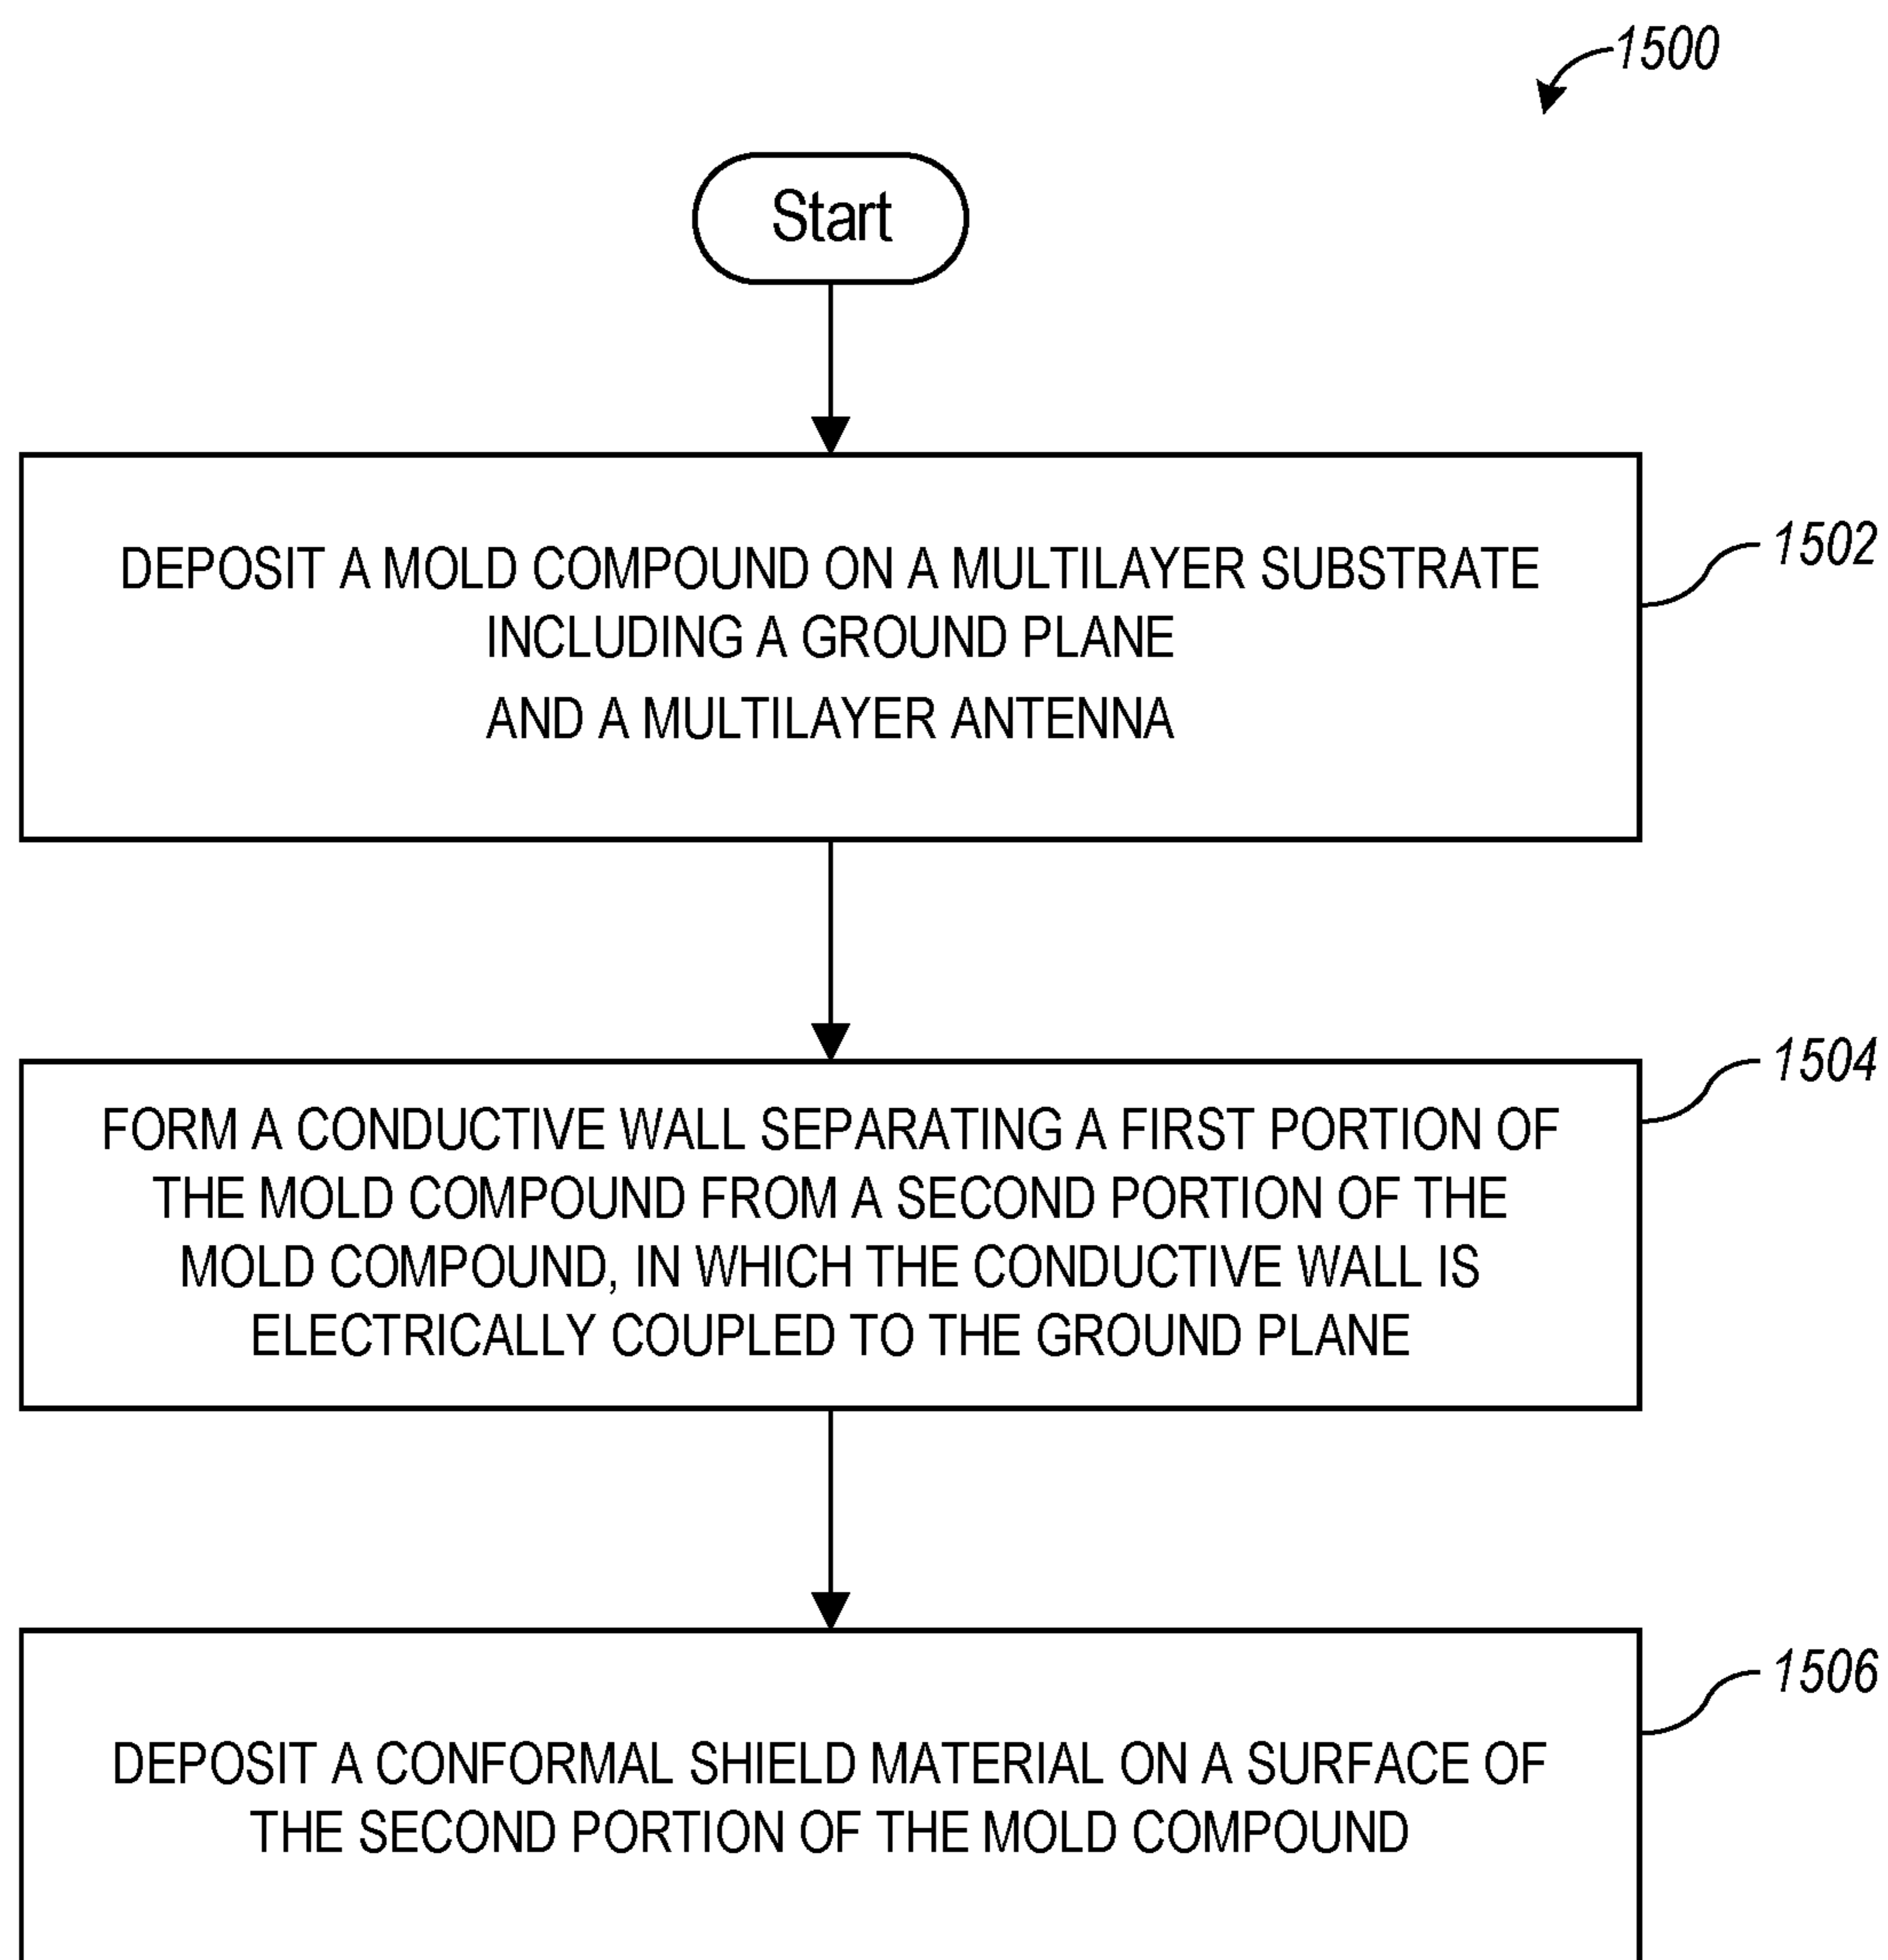 1500
Start
DEPOSIT A MOLD COMPOUND ON A MULTILAYER SUBSTRATE
INCLUDING A GROUND PLANE
AND A MULTILAYER ANTENNA
1502
FORM A CONDUCTIVE WALL SEPARATING A FIRST PORTION OF
THE MOLD COMPOUND FROM A SECOND PORTION OF THE
MOLD COMPOUND, IN WHICH THE CONDUCTIVE WALL IS
ELECTRICALLY COUPLED TO THE GROUND PLANE
1504
DEPOSIT A CONFORMAL SHIELD MATERIAL ON A SURFACE OF
THE SECOND PORTION OF THE MOLD COMPOUND
1506